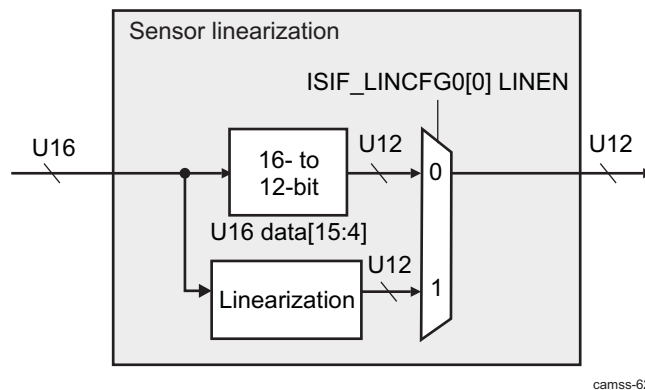 Sensor linearization
ISIF_LINCFG0[0] LINEN
U16
16- to
12-bit
U12
0
U12
U16 data[15:4]
U12
Linearization
1